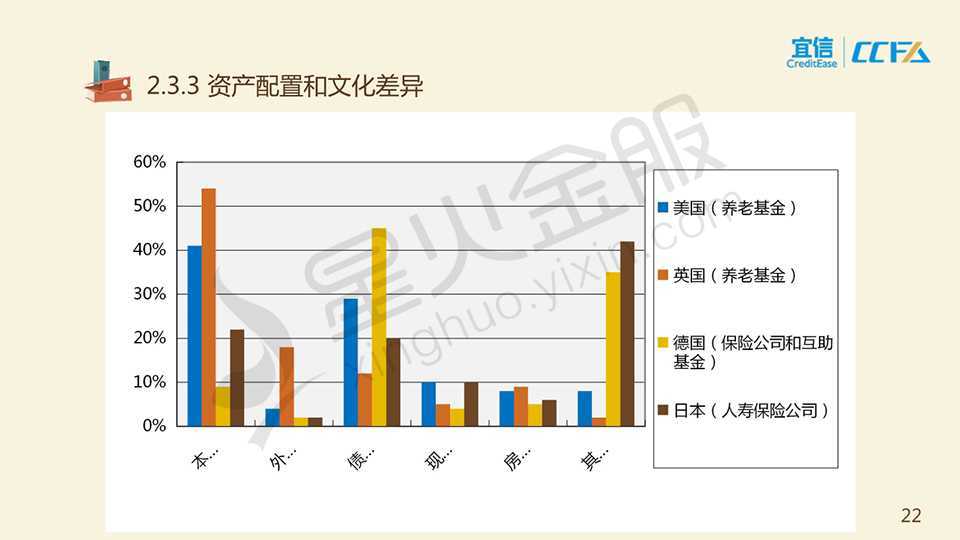 宜信
CreditEase
CCFA
2.3.3 资产配置和文化差异
60%
50%
40%
30%
20%
10%
0%
本...
外...
债...
现...
房...
其...
美国（养老基金）
英国（养老基金）
德国（保险公司和互助
基金）
日本（人寿保险公司）
星火金服
xinghuo.yixin.com
22